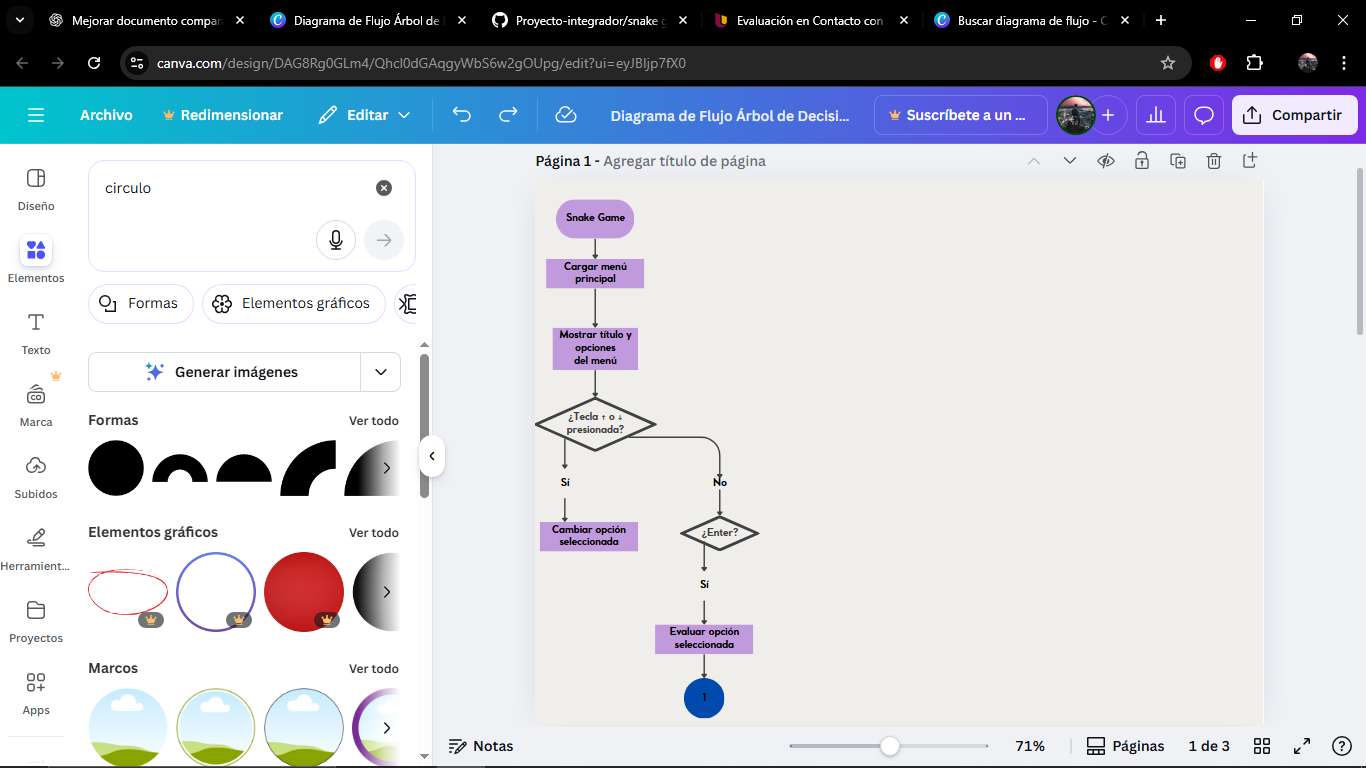 Mejorar documento compar
Diagrama de Flujo Árbol de
Proyecto-integrador/snake g
Evaluación en Contacto con
Buscar diagrama de flujo - C
canva.com/design/DAG8Rg0GLm4/Qhcl0dGAqgyWbS6w2gOUpg/edit?ui=eyJBIjp7fX0
Archivo
Redimensionar
Editar
Diagrama de Flujo Árbol de Decisi...
Suscríbete a un ...
Compartir
Diseño
Elementos
Texto
Marca
Subidos
Herramient...
Proyectos
Apps
circulo
Formas
Elementos gráficos
Generar imágenes
Formas
Ver todo
Elementos gráficos
Ver todo
Marcos
Ver todo
Página 1 - Agregar título de página
Snake Game
Cargar menú
principal
Mostrar título y
opciones
del menú
¿Tecla ↑ o ↓
presionada?
Sí
No
Cambiar opción
seleccionada
¿Enter?
Sí
Evaluar opción
seleccionada
1
Notas
71%
Páginas
1 de 3